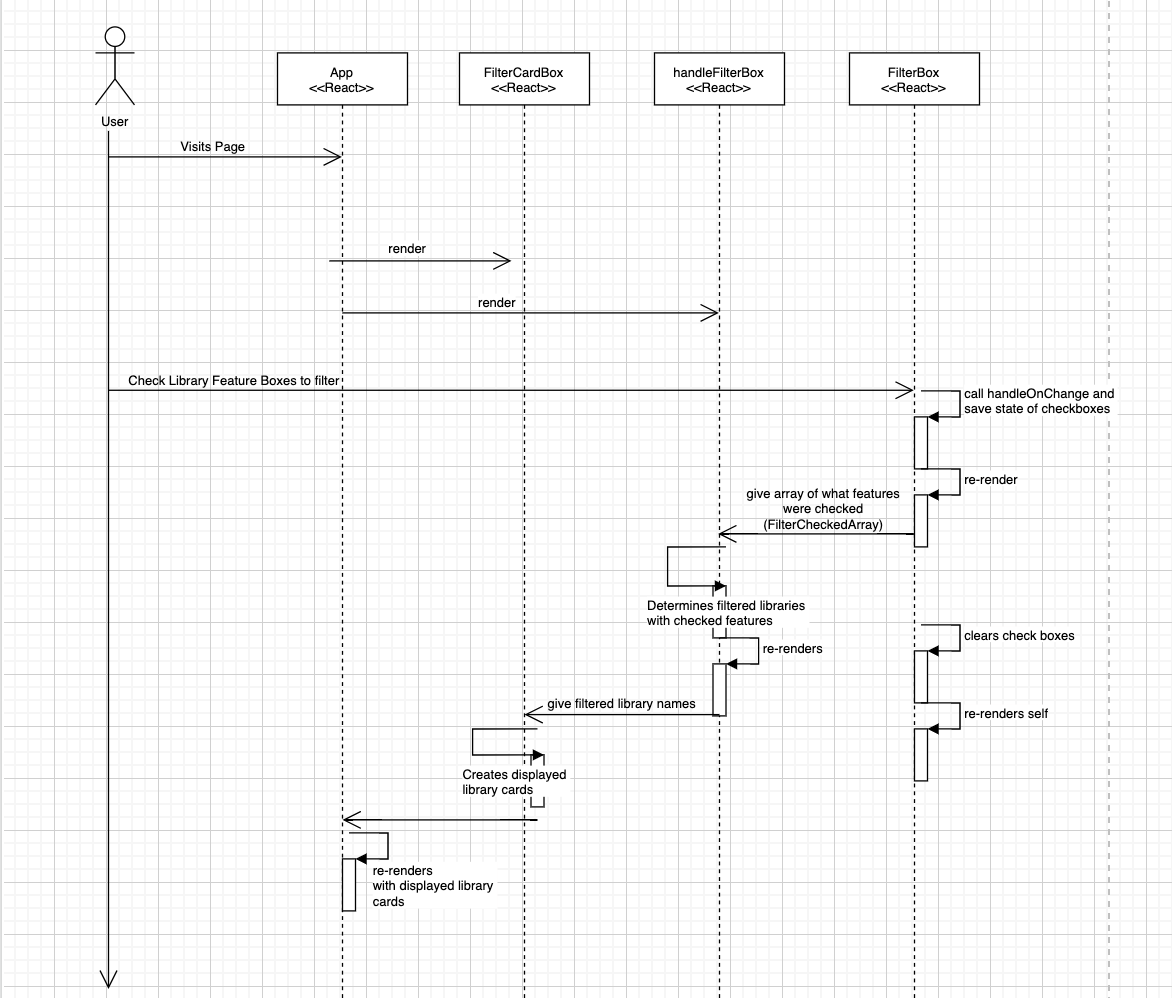 App
<<React>>
FilterCardBox
<<React>>
handleFilterBox
<<React>>
FilterBox
<<React>>
User
Visits Page
render
render
Check Library Feature Boxes to filter
call handleOnChange and
save state of checkboxes
re-render
give array of what features
were checked
(FilterCheckedArray)
Determines filtered libraries
with checked features
clears check boxes
re-renders
give filtered library names
re-renders self
Creates displayed
library cards
re-renders
with displayed library
cards